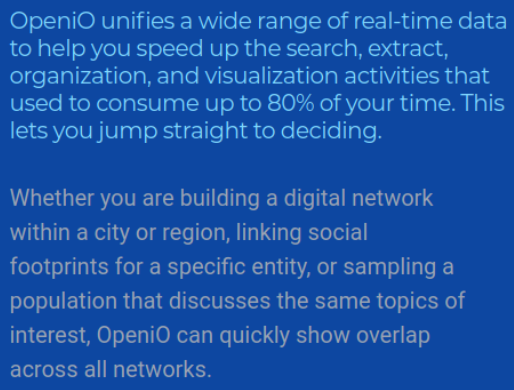 OpeniO unifies a wide range of real-time data
to help you speed up the search, extract,
organization, and visualization activities that
used to consume up to 80% of your time. This
lets you jump straight to deciding.
Whether you are building a digital network
within a city or region, linking social
footprints for a specific entity, or sampling a
population that discusses the same topics of
interest, OpeniO can quickly show overlap
across all networks.